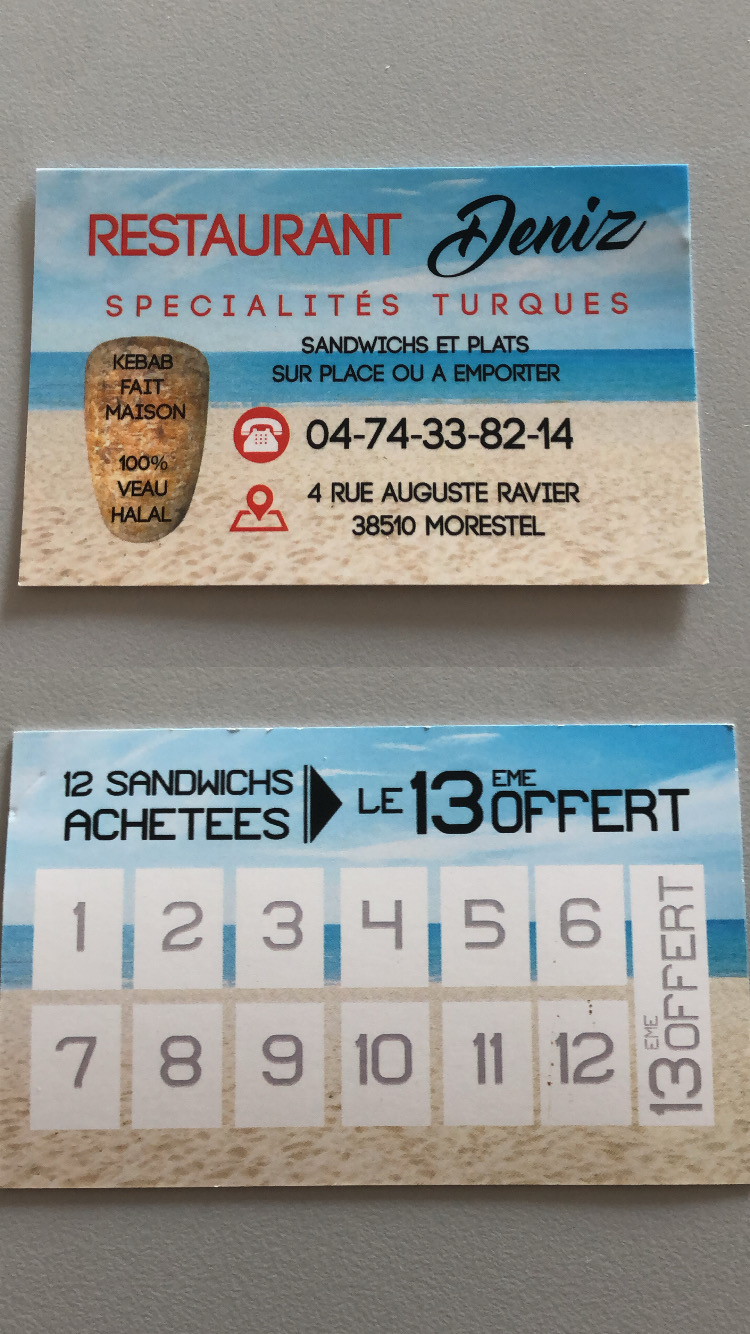 RESTAURANT Deniz
SPECIALITÉS TURQUES
SANDWICHS ET PLATS
SUR PLACE OU A EMPORTER
KEBAB
FAIT
MAISON
100%
VEAU
HALAL
04-74-33-82-14
4 RUE AUGUSTE RAVIER
38510 MORESTEL
12 SANDWICHS
ACHETEES
LE 13 EME OFFERT
1 2 3 4 5 6
7 8 9 10 11 12
13 EME OFFERT